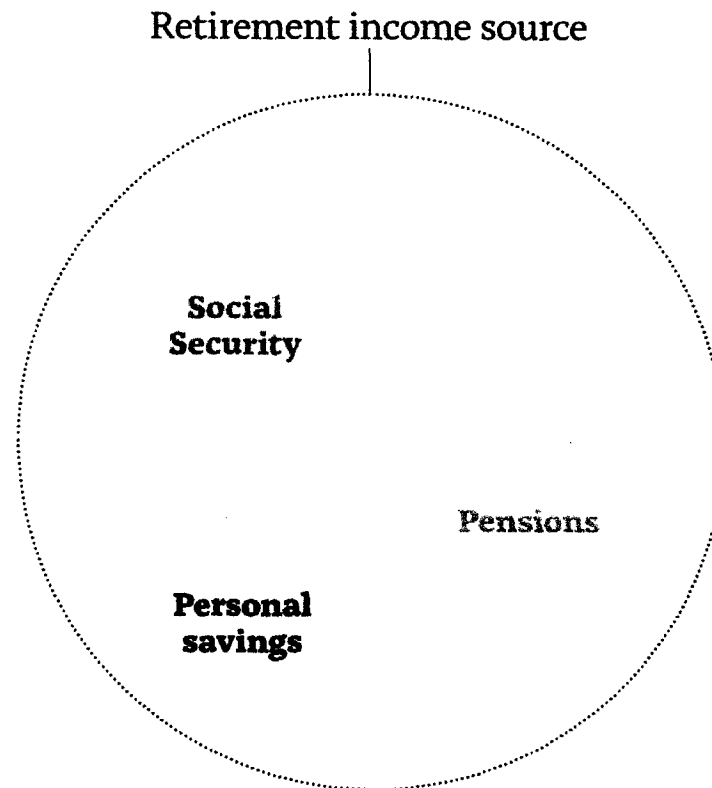 Retirement income source
Social
Security
Pensions
Personal
savings